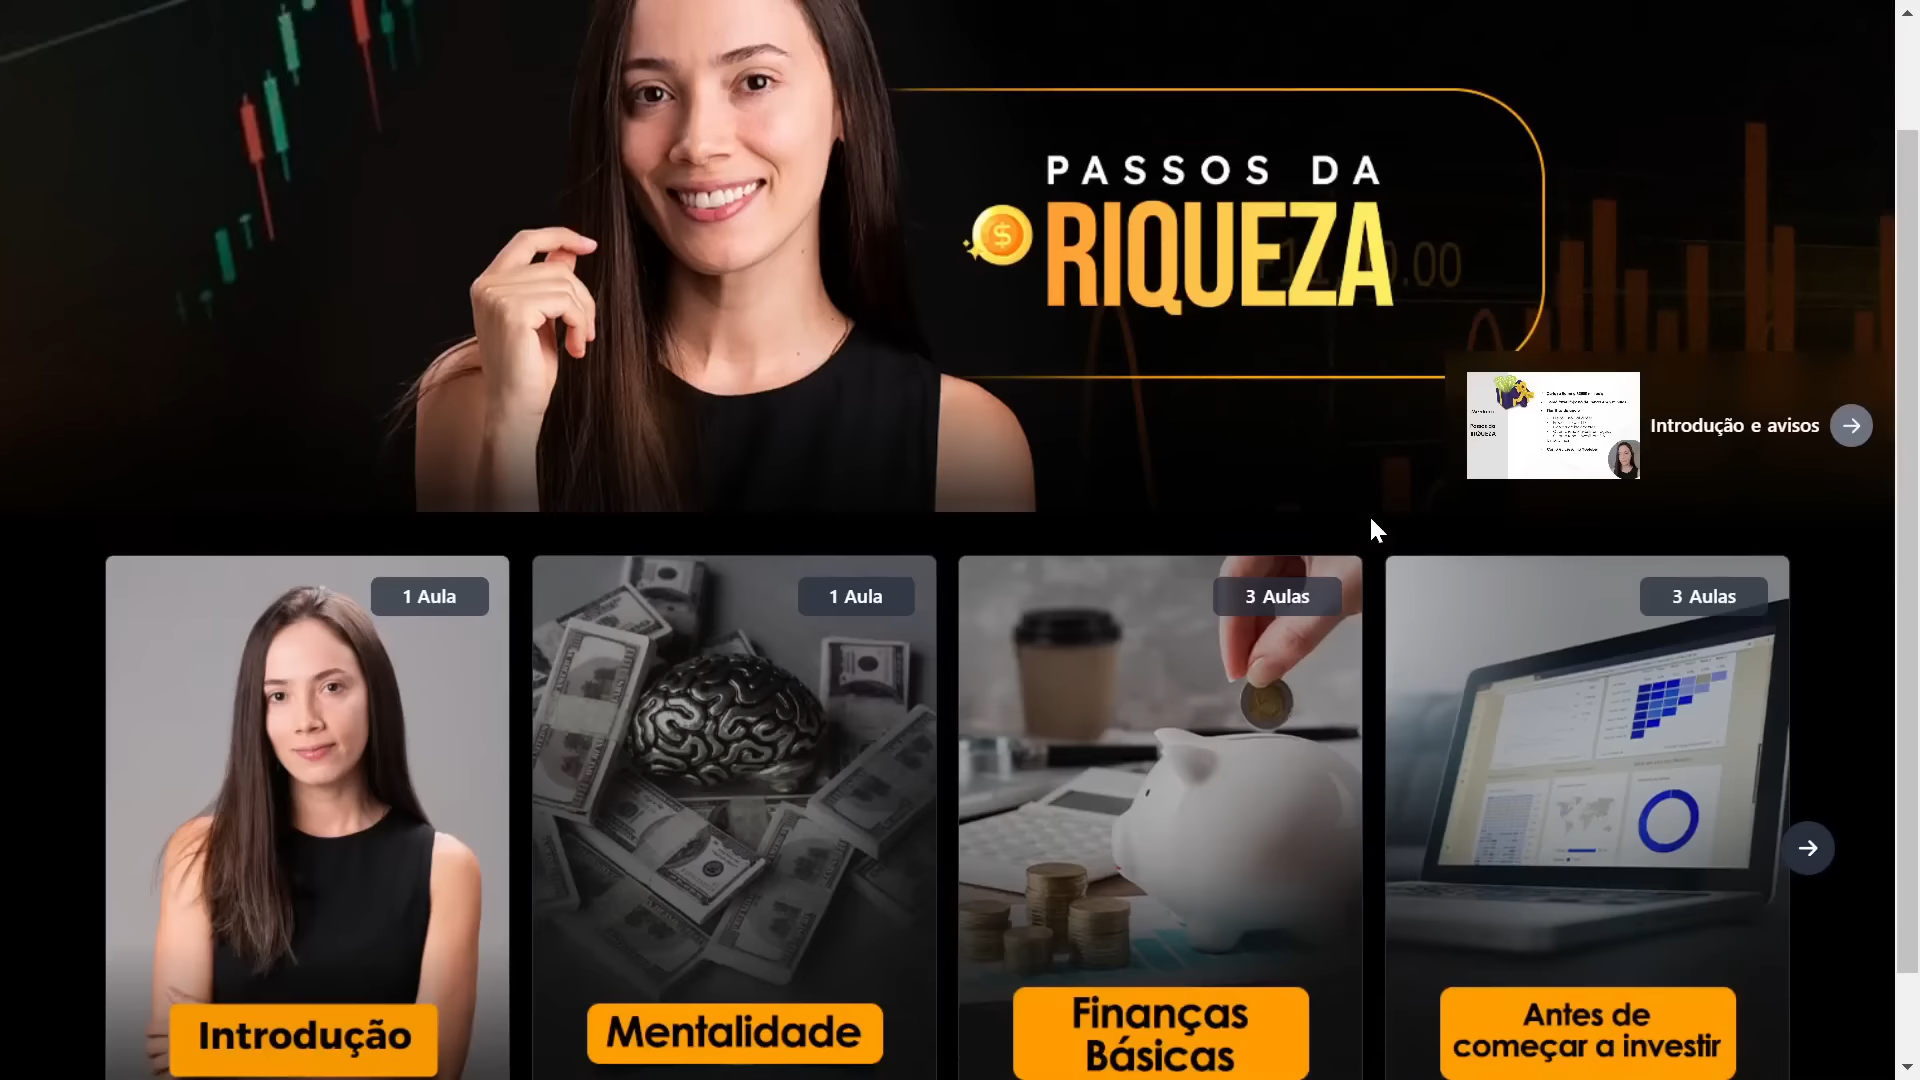 PASSOS DA
RIQUEZA
Introdução e avisos
1 Aula
1 Aula
3 Aulas
3 Aulas
Introdução
Mentalidade
Finanças
Básicas
Antes de
começar a investir